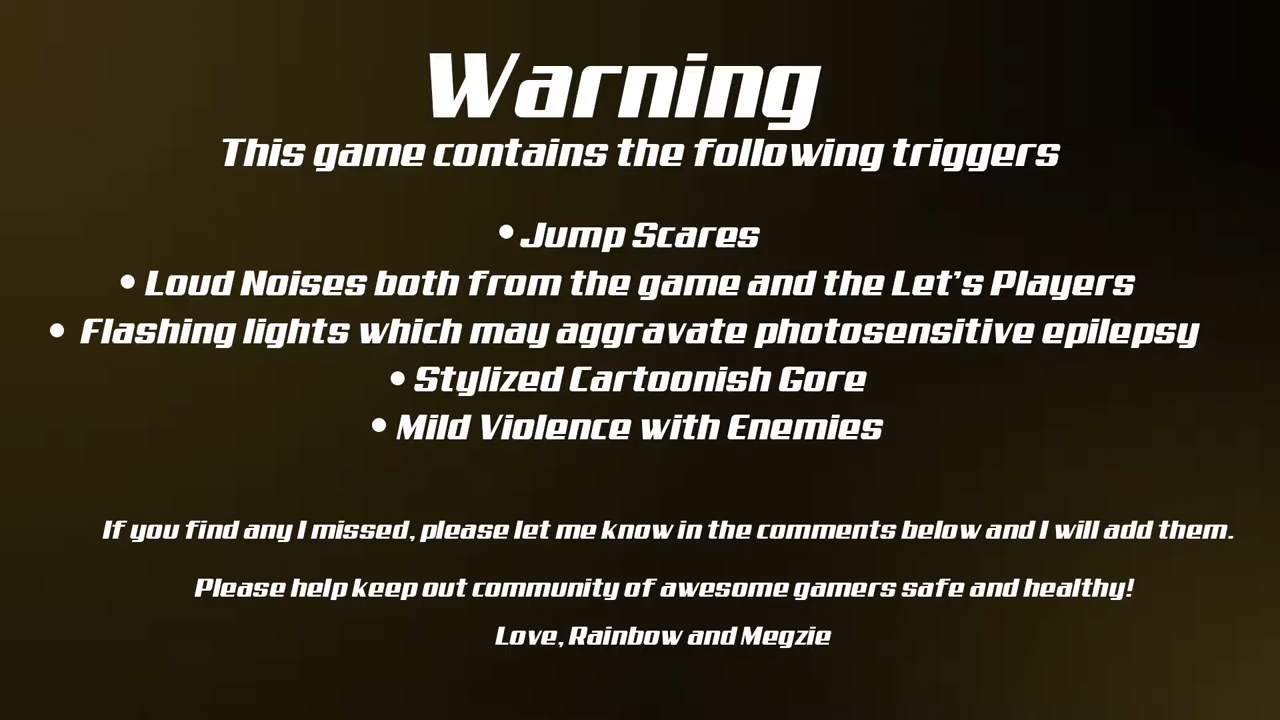 Warning
This game contains the following triggers
• Jump Scares
• Loud Noises both from the game and the Let's Players
• Flashing lights which may aggravate photosensitive epilepsy
• Stylized Cartoonish Gore
• Mild Violence with Enemies
If you find any I missed, please let me know in the comments below and I will add them.
Please help keep out community of awesome gamers safe and healthy!
Love, Rainbow and Megzie